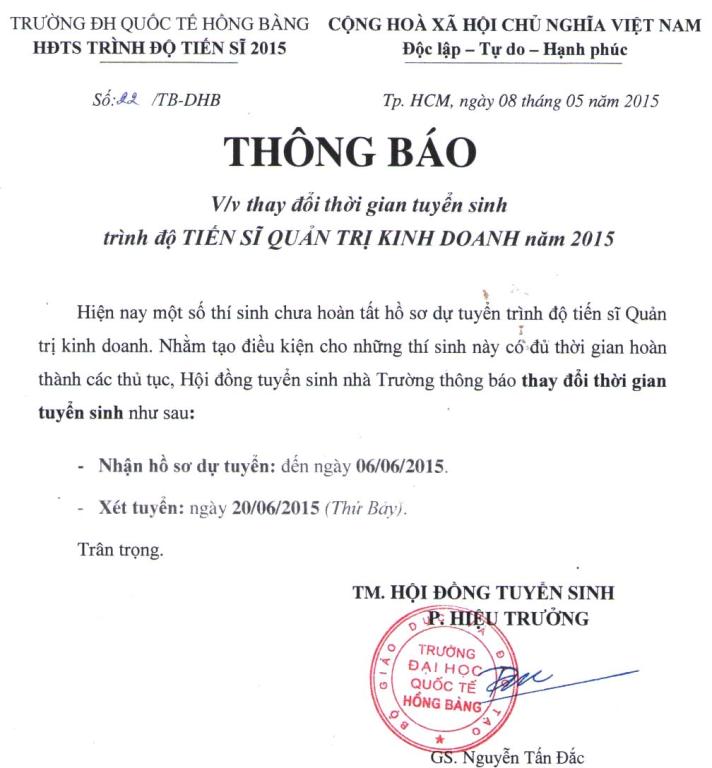 TRƯỜNG ĐH QUỐC TẾ HỒNG BÀNG
HĐTS TRÌNH ĐỘ TIẾN SĨ 2015
CỘNG HOÀ XÃ HỘI CHỦ NGHĨA VIỆT NAM
Độc lập – Tự do – Hạnh phúc
Số: 22 /TB-DHB
Tp. HCM, ngày 08 tháng 05 năm 2015
THÔNG BÁO
V/v thay đổi thời gian tuyển sinh
trình độ TIẾN SĨ QUẢN TRỊ KINH DOANH năm 2015
Hiện nay một số thí sinh chưa hoàn tất hồ sơ dự tuyển trình độ tiến sĩ Quản
trị kinh doanh. Nhằm tạo điều kiện cho những thí sinh này có đủ thời gian hoàn
thành các thủ tục, Hội đồng tuyển sinh nhà Trường thông báo thay đổi thời gian
tuyển sinh như sau:
- Nhận hồ sơ dự tuyển: đến ngày 06/06/2015.
- Xét tuyển: ngày 20/06/2015 (Thứ Bảy).
Trân trọng.
TM. HỘI ĐỒNG TUYỂN SINH
P. HIỆU TRƯỞNG
BỘ GIÁO DỤC VÀ ĐÀO TẠO
TRƯỜNG
ĐẠI HỌC
QUỐC TẾ
HỒNG BÀNG
GS. Nguyễn Tấn Đắc